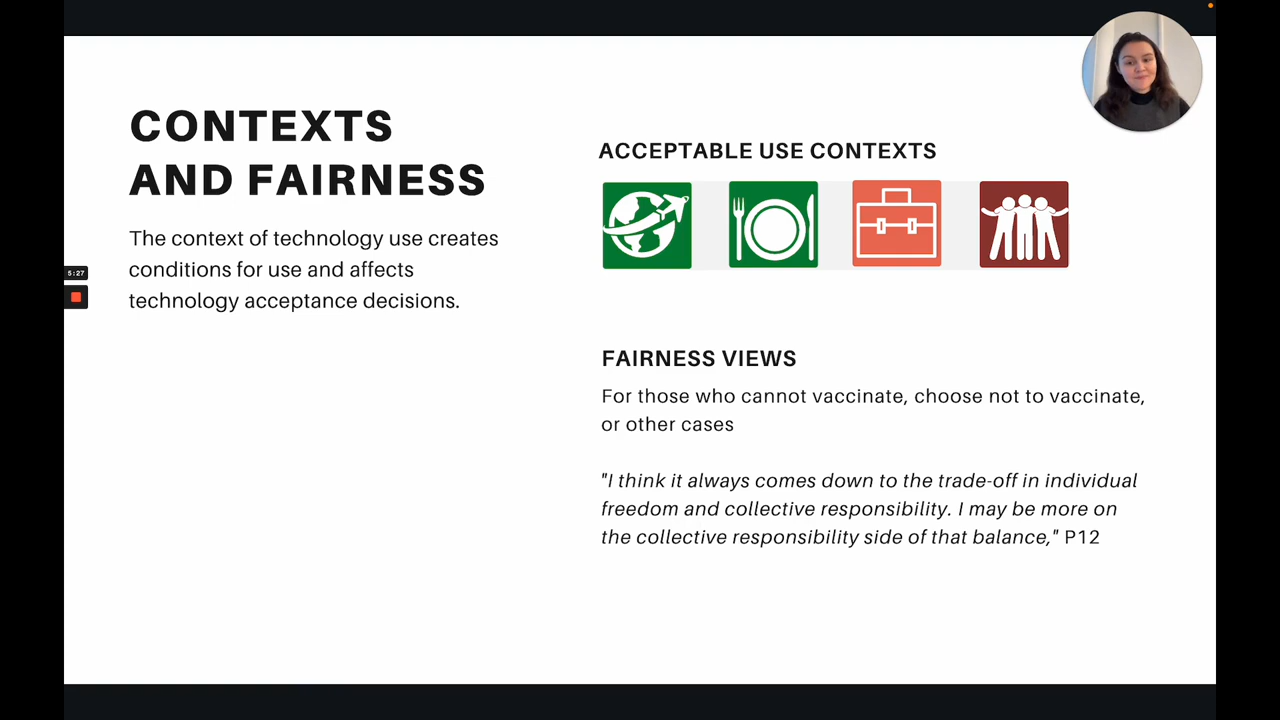 CONTEXTS
AND FAIRNESS
The context of technology use creates
conditions for use and affects
technology acceptance decisions.
5:27
ACCEPTABLE USE CONTEXTS
FAIRNESS VIEWS
For those who cannot vaccinate, choose not to vaccinate,
or other cases
"I think it always comes down to the trade-off in individual
freedom and collective responsibility. I may be more on
the collective responsibility side of that balance," P12